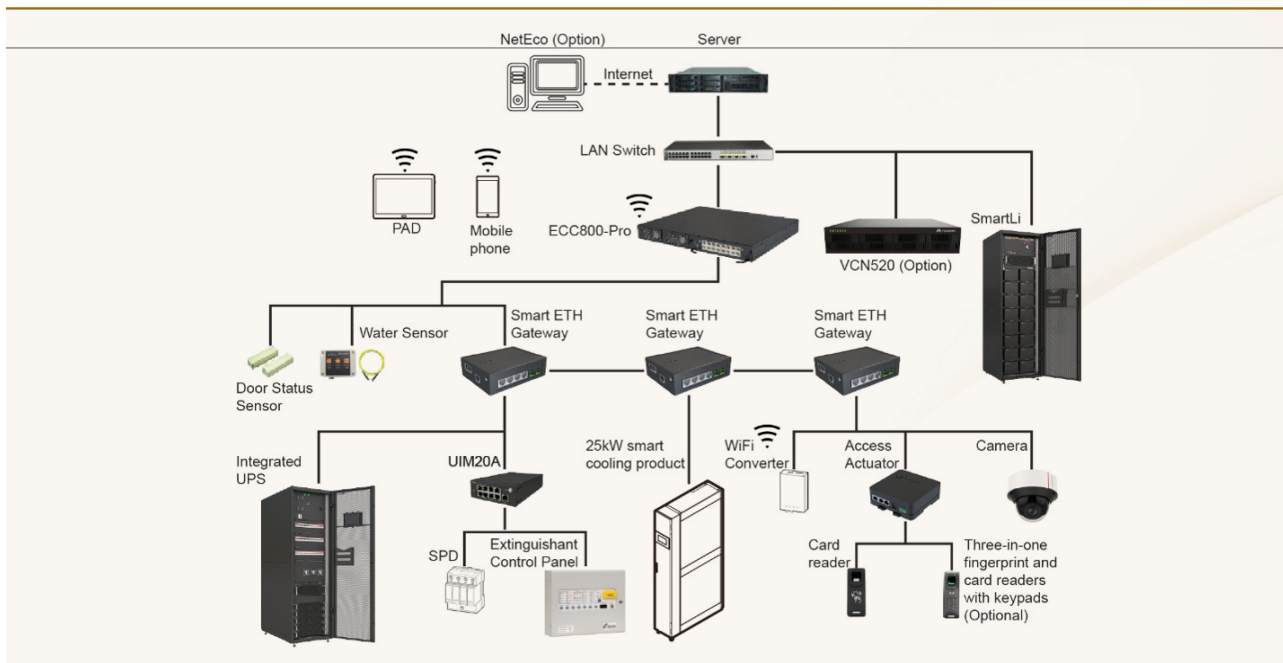 NetEco (Option)
Server
Internet
LAN Switch
PAD
Mobile
phone
ECC800-Pro
VCN520 (Option)
SmartLi
Door Status
Sensor
Water Sensor
Smart ETH
Gateway
Smart ETH
Gateway
Smart ETH
Gateway
Integrated
UPS
UIM20A
25kW smart
cooling product
WiFi
Converter
Access
Actuator
Camera
SPD
Extinguishant
Control Panel
Card
reader
Three-in-one
fingerprint and
card readers
with keypads
(Optional)